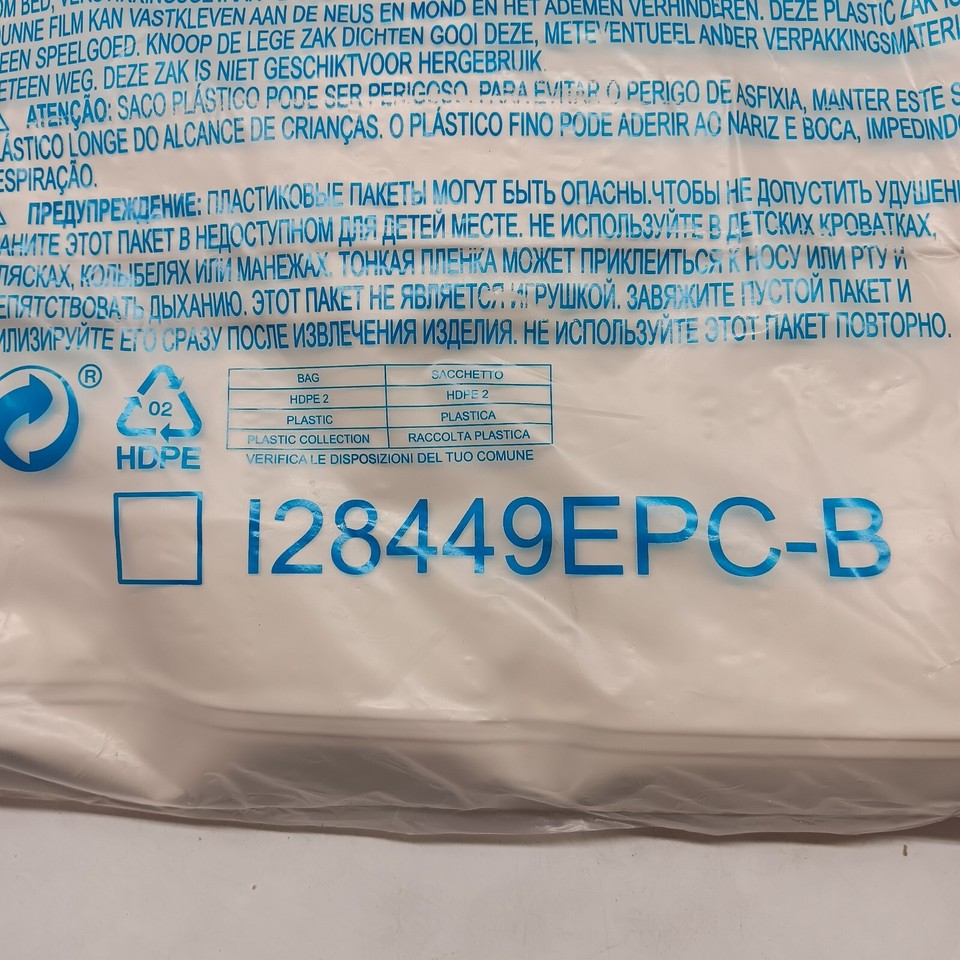 DUNNE FILM KAN VASTKLEVEN AAN DE NEUS EN MOND EN HET ADEMEN VERHINDEREN. DEZE PLASTIC ZAK
EEN SPEELGOED. KNOOP DE LEGE ZAK DICHTEN GOOI DEZE, METEVENTUEEL ANDER VERPAKKINGSMATERI
ETEEN WEG. DEZE ZAK IS NIET GESCHIKTVOOR HERGEBRUIK.
ATENÇÃO: SACO PLÁSTICO PODE SER PERIGOSO. PARA EVITAR O PERIGO DE ASFIXIA, MANTER ESTE S
LÁSTICO LONGE DO ALCANCE DE CRIANÇAS. O PLÁSTICO FINO PODE ADERIR AO NARIZ E BOCA, IMPEDINDO
ESPIRAÇÃO.
ПРЕДУПРЕЖДЕНИЕ: ПЛАСТИКОВЫЕ ПАКЕТЫ МОГУТ БЫТЬ ОПАСНЫ.ЧТОБЫ НЕ ДОПУСТИТЬ УДУШЕНИ
АНИТЕ ЭТОТ ПАКЕТ В НЕДОСТУПНОМ ДЛЯ ДЕТЕЙ МЕСТЕ. НЕ ИСПОЛЬЗУЙТЕ В ДЕТСКИХ КРОВАТКАХ,
ЛЯСКАХ, КОЛЫБЕЛЯХ ИЛИ МАНЕЖАХ. ТОНКАЯ ПЛЕНКА МОЖЕТ ПРИКЛЕИТЬСЯ К НОСУ ИЛИ РТУ И
ЕПЯТСТВОВАТЬ ДЫХАНИЮ. ЭТОТ ПАКЕТ НЕ ЯВЛЯЕТСЯ ИГРУШКОЙ. ЗАВЯЖИТЕ ПУСТОЙ ПАКЕТ И
ИЛИЗИРУЙТЕ ЕГО СРАЗУ ПОСЛЕ ИЗВЛЕЧЕНИЯ ИЗДЕЛИЯ. НЕ ИСПОЛЬЗУЙТЕ ЭТОТ ПАКЕТ ПОВТОРНО.
®
02
HDPE
BAG SACCHETTO
HDPE 2 HDPE 2
PLASTIC PLASTICA
PLASTIC COLLECTION RACCOLTA PLASTICA
VERIFICA LE DISPOSIZIONI DEL TUO COMUNE
I28449EPC-B